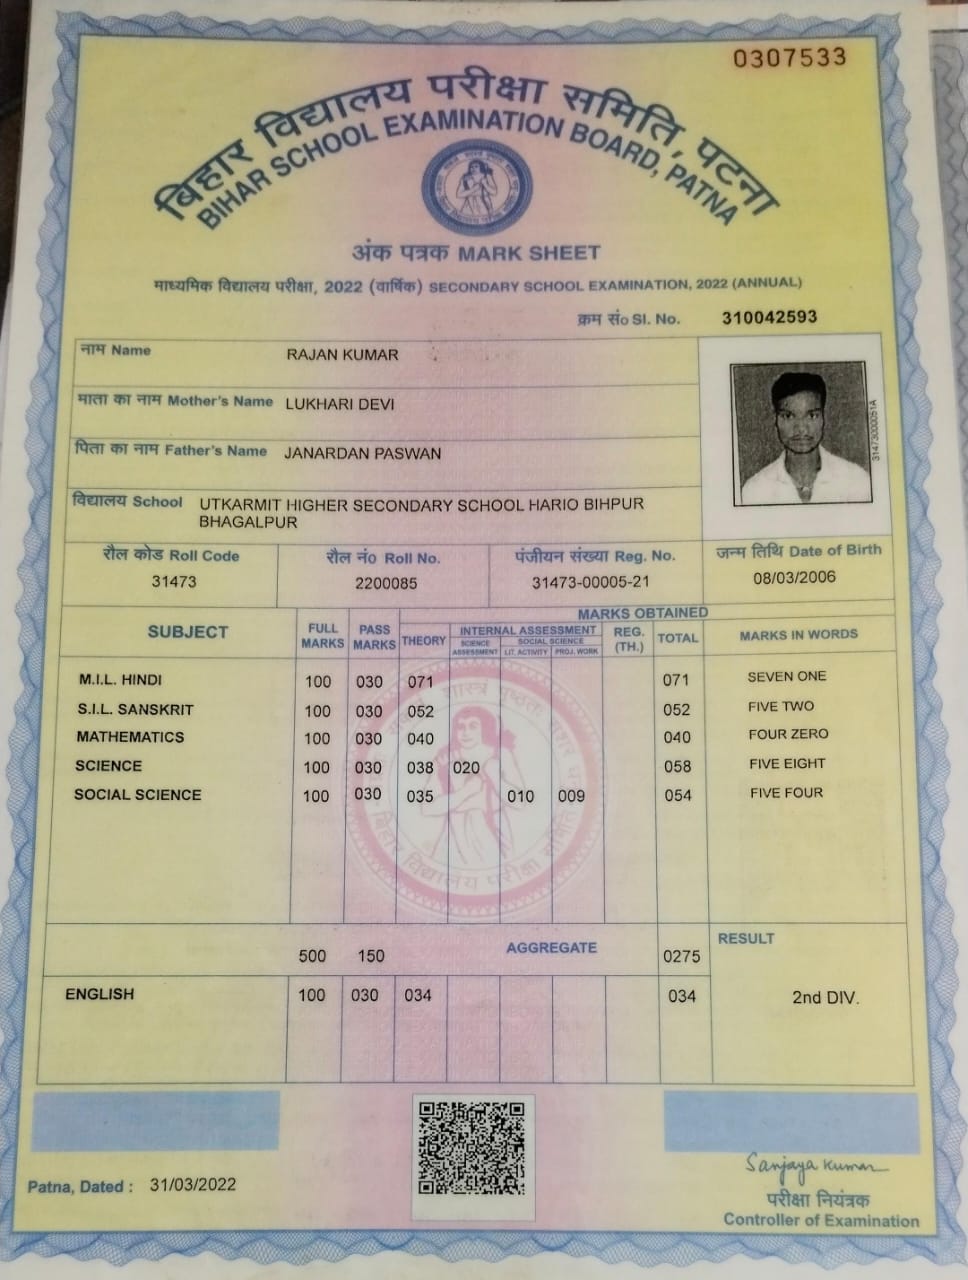 0307533
बिहार विद्यालय परीक्षा समिति, पटना
BIHAR SCHOOL EXAMINATION BOARD, PATNA
अंक पत्रक MARK SHEET
माध्यमिक विद्यालय परीक्षा, 2022 (वार्षिक) SECONDARY SCHOOL EXAMINATION, 2022 (ANNUAL)
क्रम सं० Sl. No. 310042593
नाम Name RAJAN KUMAR
माता का नाम Mother's Name LUKHARI DEVI
पिता का नाम Father's Name JANARDAN PASWAN
31473000051A
विद्यालय School UTKARMIT HIGHER SECONDARY SCHOOL HARIO BIHPUR
BHAGALPUR
रौल कोड Roll Code रौल नं० Roll No. पंजीयन संख्या Reg. No. जन्म तिथि Date of Birth
31473 2200085 31473-00005-21 08/03/2006
MARKS OBTAINED
SUBJECT FULL MARKS PASS MARKS THEORY INTERNAL ASSESSMENT REG. (TH.) TOTAL MARKS IN WORDS
SCIENCE ASSESSMENT SOCIAL SCIENCE
LIT. ACTIVITY PROJ. WORK
M.I.L. HINDI 100 030 071 071 SEVEN ONE
S.I.L. SANSKRIT 100 030 052 052 FIVE TWO
MATHEMATICS 100 030 040 040 FOUR ZERO
SCIENCE 100 030 038 020 058 FIVE EIGHT
SOCIAL SCIENCE 100 030 035 010 009 054 FIVE FOUR
बिहार विद्यालय परीक्षा समिति
500 150 AGGREGATE 0275 RESULT
ENGLISH 100 030 034 034 2nd DIV.
Sanjaya Kumar
Patna, Dated : 31/03/2022
परीक्षा नियंत्रक
Controller of Examination